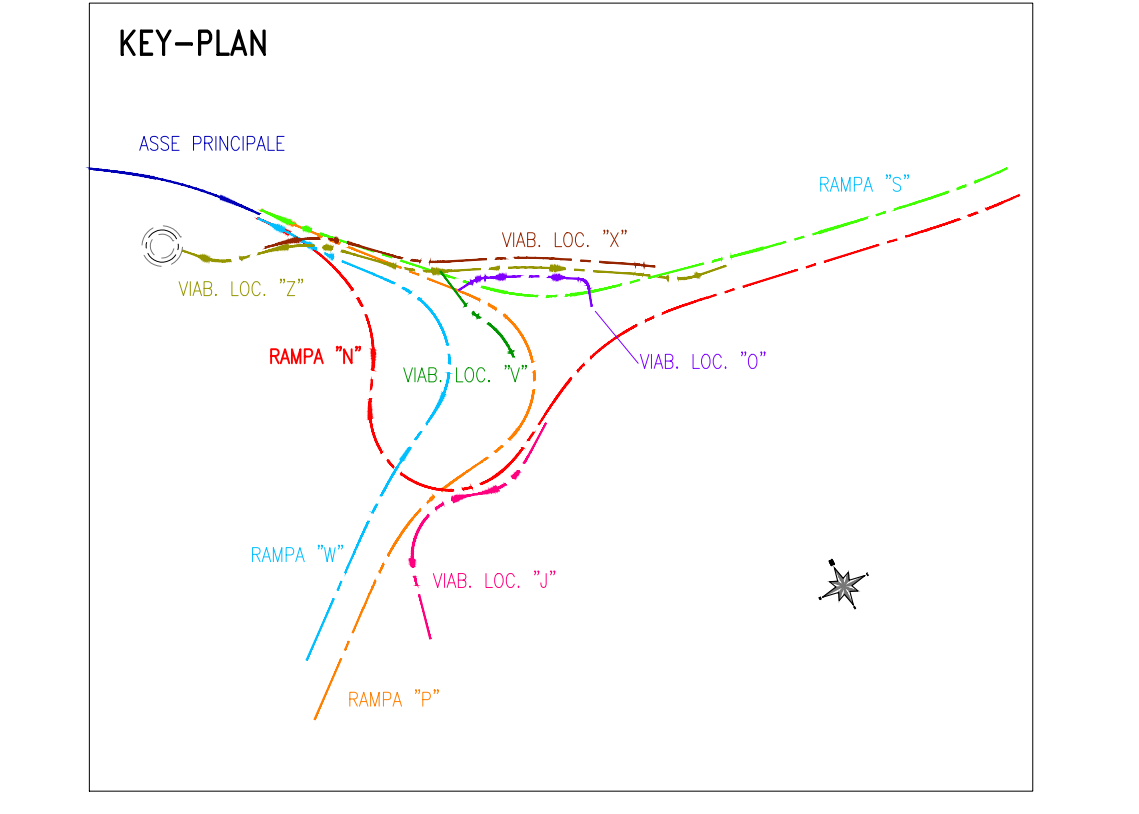 KEY-PLAN
ASSE PRINCIPALE
RAMPA "S"
VIAB. LOC. "X"
VIAB. LOC. "Z"
RAMPA "N"
VIAB. LOC. "O"
VIAB. LOC. "V"
RAMPA "W"
VIAB. LOC. "J"
RAMPA "P"